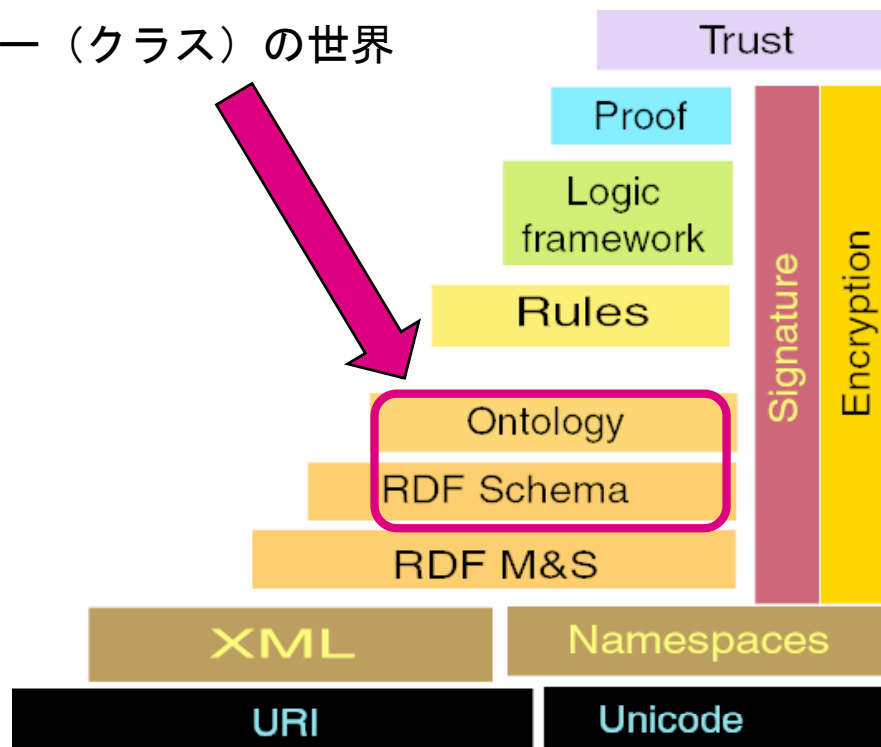 ー（クラス）の世界
Trust
Proof
Logic
framework
Rules
Ontology
RDF Schema
RDF M&S
Signature
Encryption
XML
Namespaces
URI
Unicode